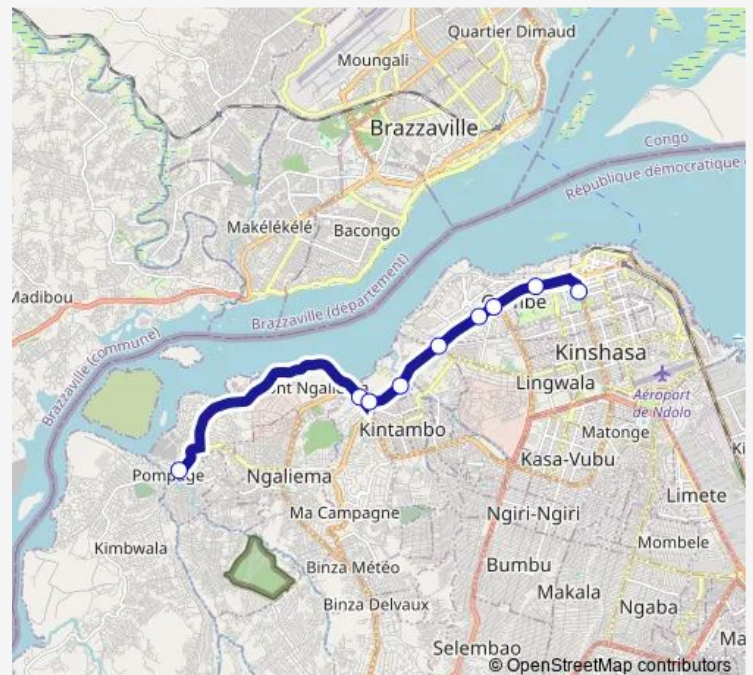 Quartier Dimaud
Moungali
Brazzaville
Congo
République démocratique
Makélékélé
Bacongo
Madibou
Brazzaville (département)
Brazzaville (commune)
Kinshasa
Lingwala
Aéroport
de Ndolo
Kintambo
Matonge
Kasa-Vubu
Ngaliema
Limete
Ma Campagne
Ngiri-Ngiri
Mombele
Kimbwala
Binza Météo
Bumbu
Makala
Ngaba
Binza Delvaux
Selembao
© OpenStreetMap contributors